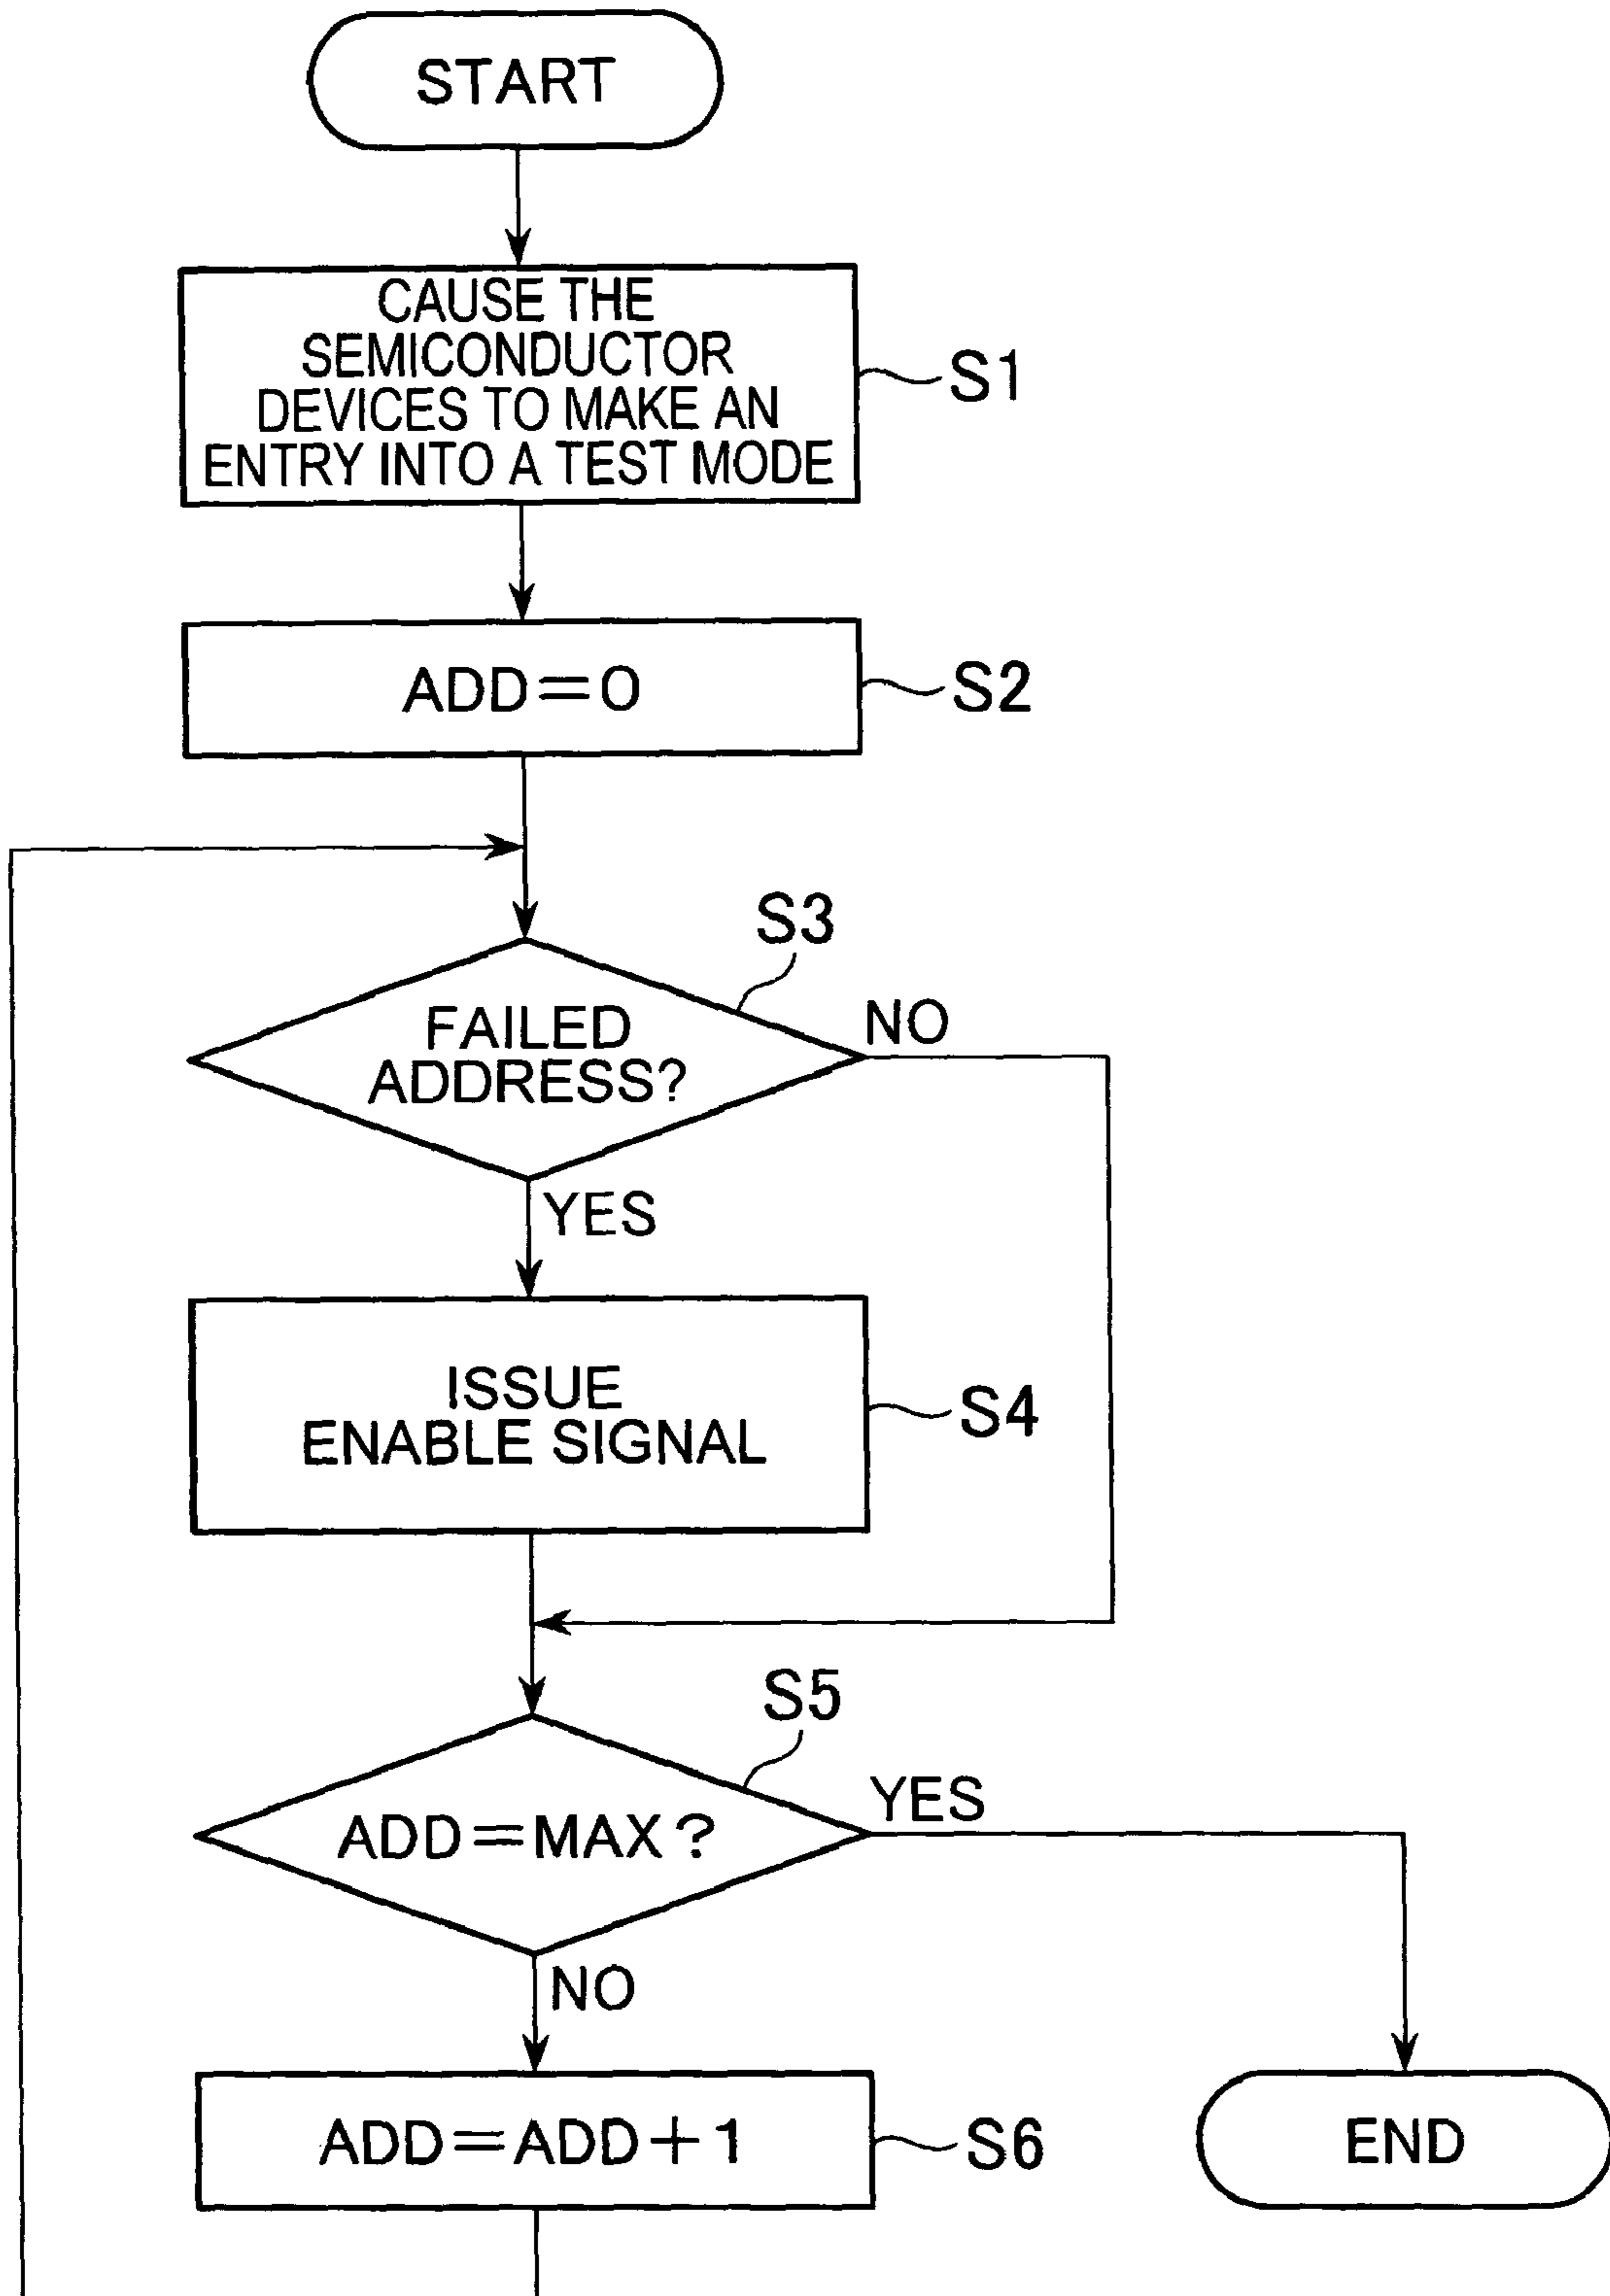 START
CAUSE THE
SEMICONDUCTOR
DEVICES TO MAKE AN
ENTRY INTO A TEST MODE
S1
ADD=0
S2
S3
FAILED
ADDRESS?
NO
YES
ISSUE
ENABLE SIGNAL
S4
S5
ADD=MAX?
YES
NO
ADD=ADD+1
S6
END